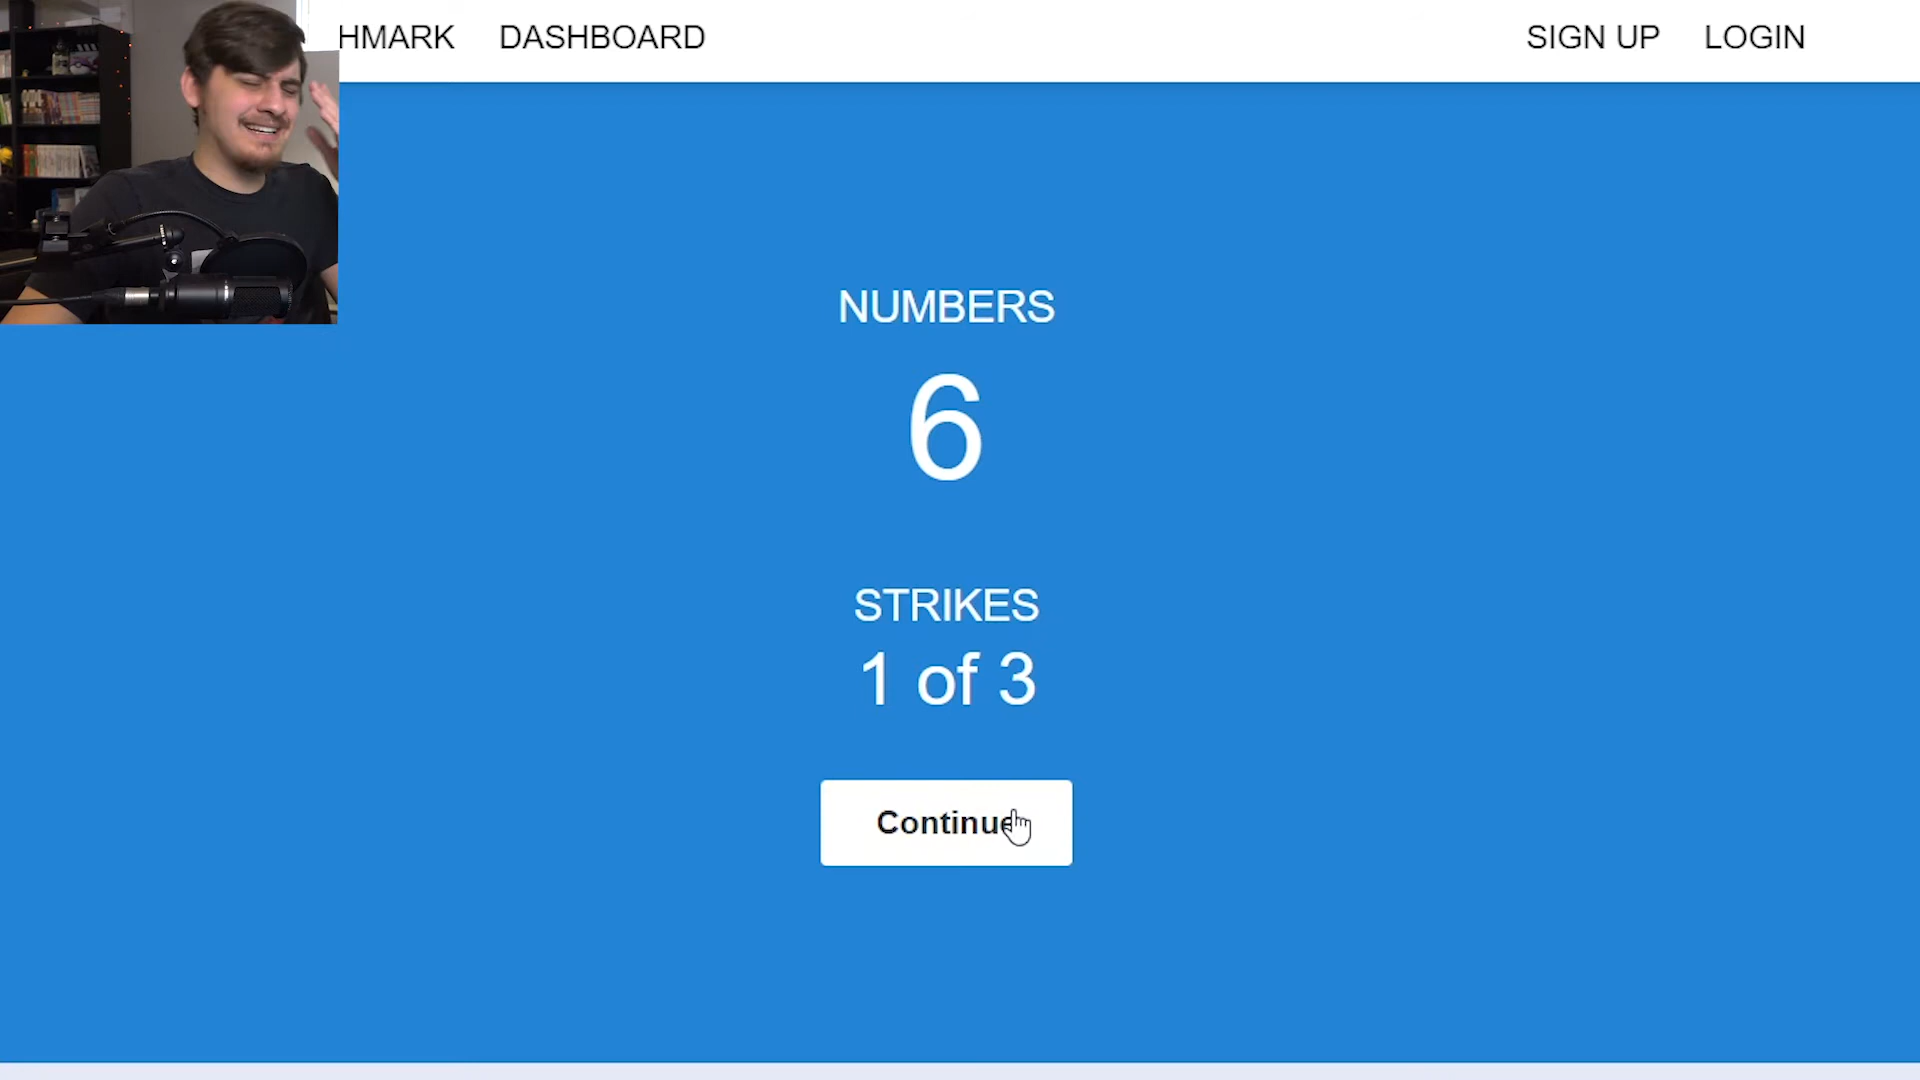 HMARK DASHBOARD SIGN UP LOGIN
NUMBERS
6
STRIKES
1 of 3
Continue